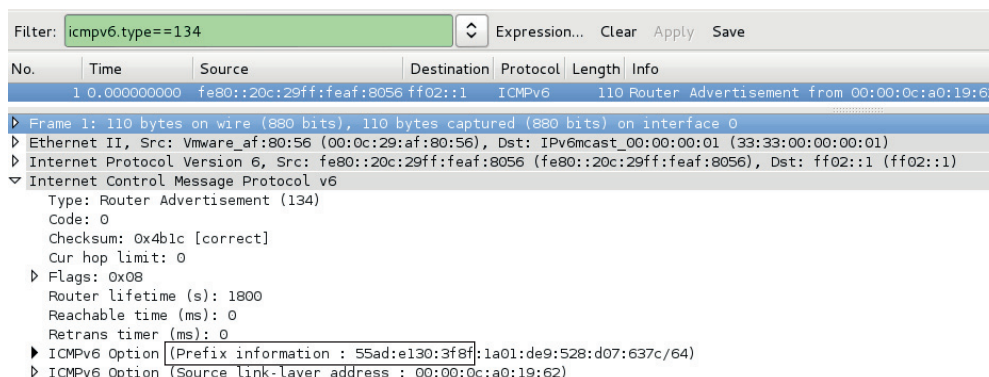 Filter: icmpv6.type==134 Expression... Clear Apply Save
No. Time Source Destination Protocol Length Info
1 0.000000000 fe80::20c:29ff:feaf:8056 ff02::1 ICMPv6 110 Router Advertisement from 00:00:0c:a0:19:62
Frame 1: 110 bytes on wire (880 bits), 110 bytes captured (880 bits) on interface 0
Ethernet II, Src: Vmware_af:80:56 (00:0c:29:af:80:56), Dst: IPv6mcast_00:00:00:01 (33:33:00:00:00:01)
Internet Protocol Version 6, Src: fe80::20c:29ff:feaf:8056 (fe80::20c:29ff:feaf:8056), Dst: ff02::1 (ff02::1)
Internet Control Message Protocol v6
Type: Router Advertisement (134)
Code: 0
Checksum: 0x4b1c [correct]
Cur hop limit: 0
Flags: 0x08
Router lifetime (s): 1800
Reachable time (ms): 0
Retrans timer (ms): 0
ICMPv6 Option (Prefix information : 55ad:e130:3f8f:1a01:de9:528:d07:637c/64)
ICMPv6 Option (Source link-layer address : 00:00:0c:a0:19:62)